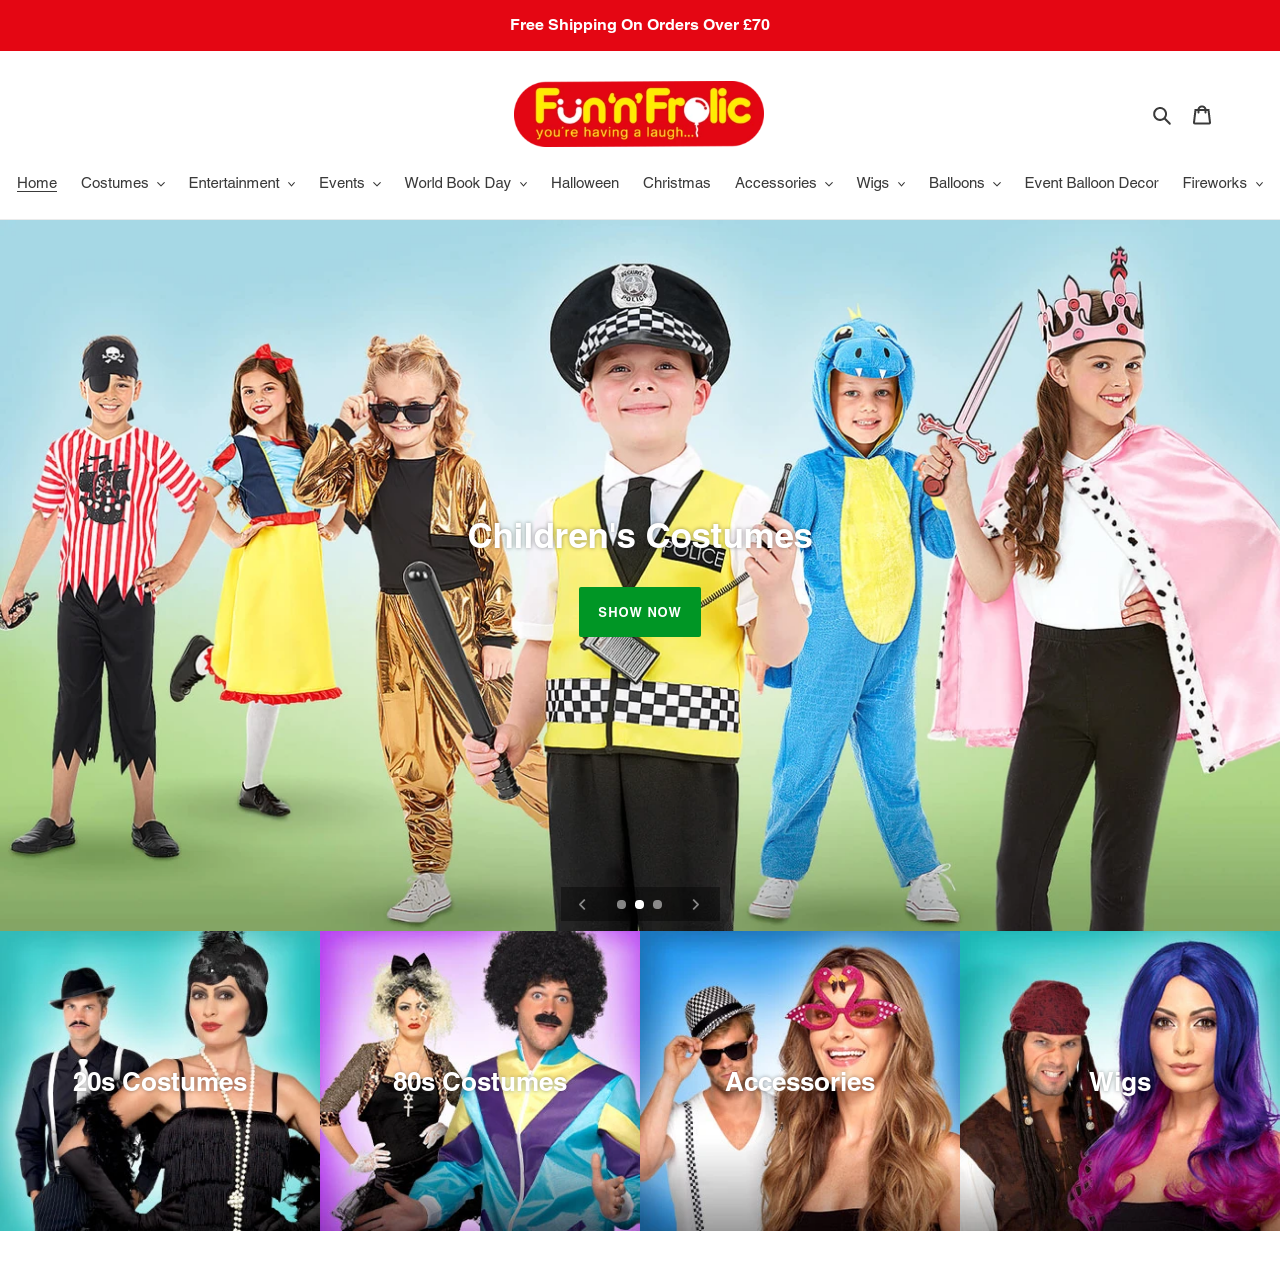 Free Shipping On Orders Over £70
Fun'n'Frolic
you're having a laugh...
Home Costumes Entertainment Events World Book Day Halloween Christmas Accessories Wigs Balloons Event Balloon Decor Fireworks
SECURITY
POLICE
Children's Costumes
POLICE
SHOW NOW
20s Costumes
80s Costumes
Accessories
Wigs